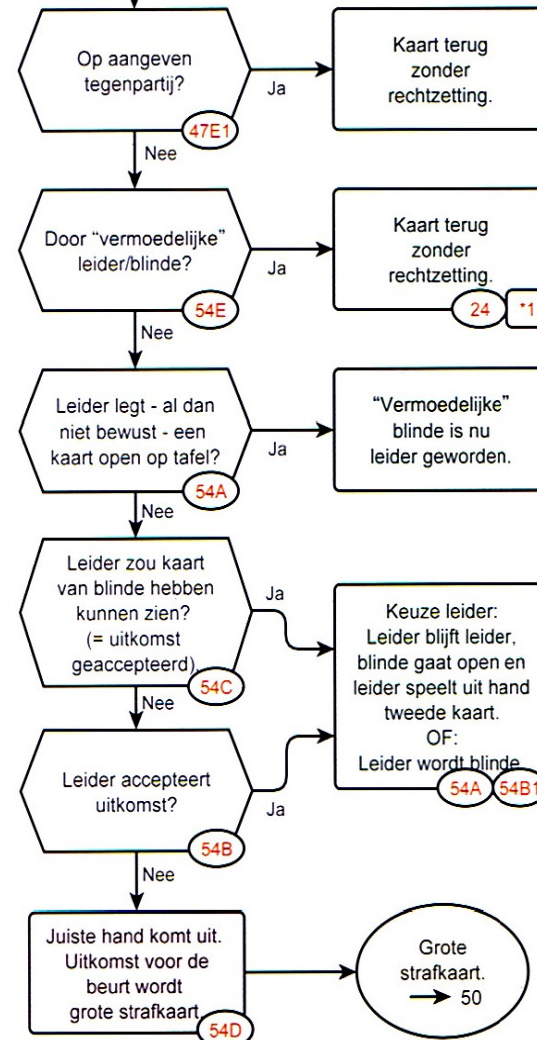 Op aangeven
tegenpartij?
47E1
Ja
Kaart terug
zonder
rechtzetting.
Nee
Door “vermoedelijke”
leider/blinde?
54E
Ja
Kaart terug
zonder
rechtzetting.
24
*1
Nee
Leider legt - al dan
niet bewust - een
kaart open op tafel?
54A
Ja
“Vermoedelijke”
blinde is nu
leider geworden.
Nee
Leider zou kaart
van blinde hebben
kunnen zien?
(= uitkomst
geaccepteerd).
54C
Ja
Keuze leider:
Leider blijft leider,
blinde gaat open en
leider speelt uit hand
tweede kaart.
OF:
Leider wordt blinde
54A
54B1
Nee
Leider accepteert
uitkomst?
54B
Ja
Nee
Juiste hand komt uit.
Uitkomst voor de
beurt wordt
grote strafkaart.
54D
Grote
strafkaart.
→ 50